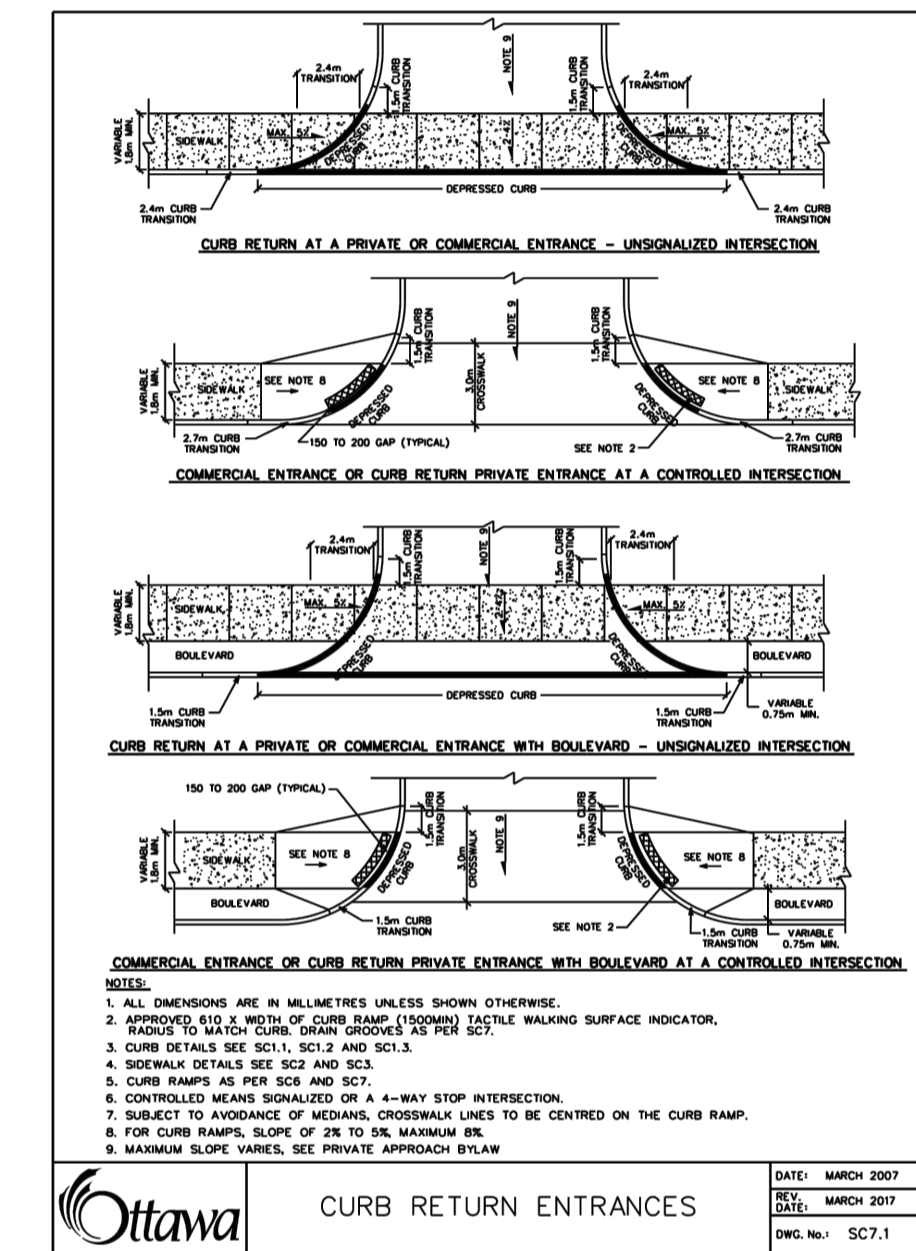 2.4m
TRANSITION
1.5m CURB
TRANSITION
NOTE 9
1.5m CURB
TRANSITION
2.4m
TRANSITION
VARIABLE
1.8m MIN.
SIDEWALK
MAX. 5%
DEPRESSED
CURB
2-4%
DEPRESSED
CURB
MAX. 5%
DEPRESSED CURB
2.4m CURB
TRANSITION
2.4m CURB
TRANSITION
CURB RETURN AT A PRIVATE OR COMMERCIAL ENTRANCE - UNSIGNALIZED INTERSECTION
1.5m CURB
TRANSITION
NOTE 9
1.5m CURB
TRANSITION
VARIABLE
1.8m MIN.
SIDEWALK
SEE NOTE 8
DEPRESSED
CURB
3.0m
CROSSWALK
DEPRESSED
CURB
SEE NOTE 8
SIDEWALK
2.7m CURB
TRANSITION
150 TO 200 GAP (TYPICAL)
SEE NOTE 2
2.7m CURB
TRANSITION
COMMERCIAL ENTRANCE OR CURB RETURN PRIVATE ENTRANCE AT A CONTROLLED INTERSECTION
2.4m
TRANSITION
1.5m CURB
TRANSITION
NOTE 9
1.5m CURB
TRANSITION
2.4m
TRANSITION
VARIABLE
1.8m MIN.
SIDEWALK
MAX. 5%
2-4%
MAX. 5%
BOULEVARD
DEPRESSED
CURB
DEPRESSED
CURB
BOULEVARD
DEPRESSED CURB
1.5m CURB
TRANSITION
1.5m CURB
TRANSITION
VARIABLE
0.75m MIN.
CURB RETURN AT A PRIVATE OR COMMERCIAL ENTRANCE WITH BOULEVARD - UNSIGNALIZED INTERSECTION
150 TO 200 GAP (TYPICAL)
1.5m CURB
TRANSITION
NOTE 9
1.5m CURB
TRANSITION
VARIABLE
1.8m MIN.
SIDEWALK
SEE NOTE 8
DEPRESSED
CURB
3.0m
CROSSWALK
DEPRESSED
CURB
SEE NOTE 8
SIDEWALK
BOULEVARD
BOULEVARD
1.5m CURB
TRANSITION
SEE NOTE 2
1.5m CURB
TRANSITION
VARIABLE
0.75m MIN.
COMMERCIAL ENTRANCE OR CURB RETURN PRIVATE ENTRANCE WITH BOULEVARD AT A CONTROLLED INTERSECTION
NOTES:
1. ALL DIMENSIONS ARE IN MILLIMETRES UNLESS SHOWN OTHERWISE.
2. APPROVED 610 X WIDTH OF CURB RAMP (1500MIN) TACTILE WALKING SURFACE INDICATOR,
RADIUS TO MATCH CURB. DRAIN GROOVES AS PER SC7.
3. CURB DETAILS SEE SC1.1, SC1.2 AND SC1.3.
4. SIDEWALK DETAILS SEE SC2 AND SC3.
5. CURB RAMPS AS PER SC6 AND SC7.
6. CONTROLLED MEANS SIGNALIZED OR A 4-WAY STOP INTERSECTION.
7. SUBJECT TO AVOIDANCE OF MEDIANS, CROSSWALK LINES TO BE CENTRED ON THE CURB RAMP.
8. FOR CURB RAMPS, SLOPE OF 2% TO 5%, MAXIMUM 8%
9. MAXIMUM SLOPE VARIES, SEE PRIVATE APPROACH BYLAW
Ottawa
CURB RETURN ENTRANCES
DATE: MARCH 2007
REV. DATE: MARCH 2017
DWG. No.: SC7.1